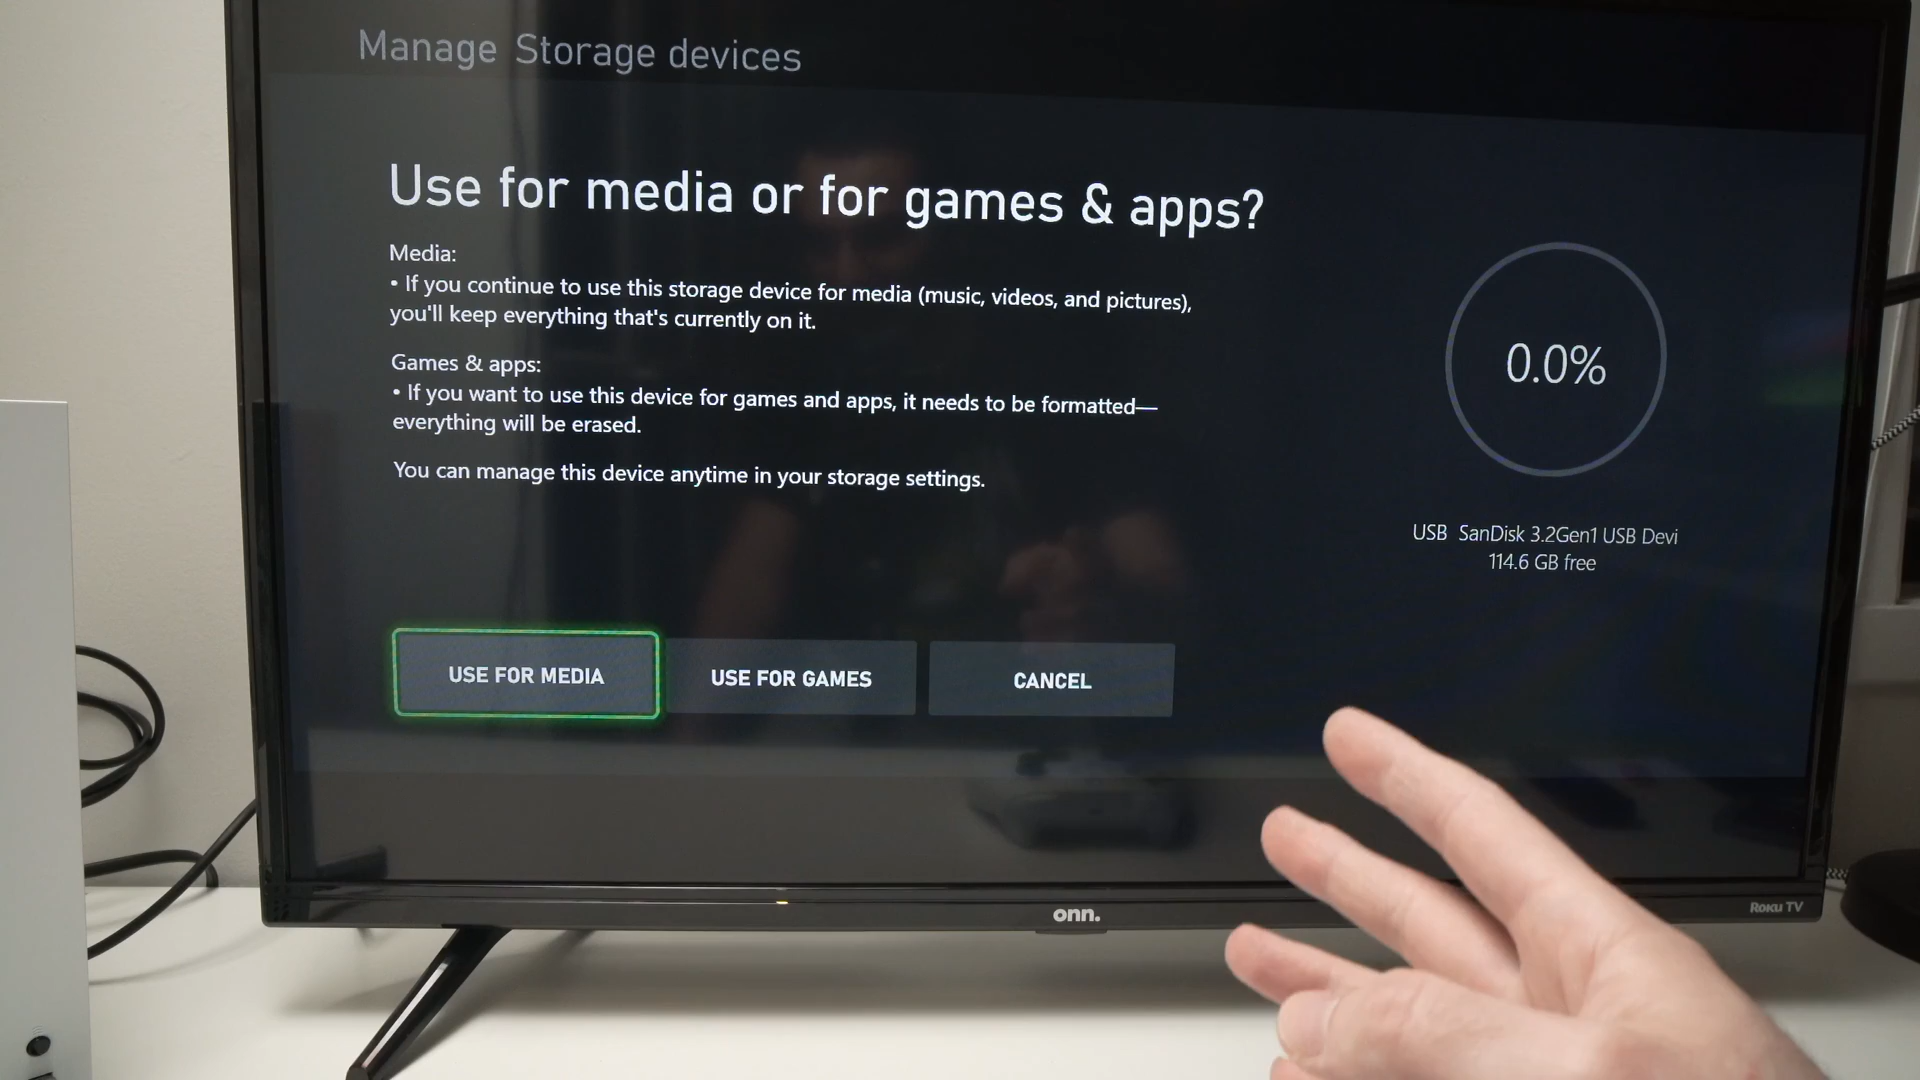 Manage Storage devices
Use for media or for games & apps?
Media:
• If you continue to use this storage device for media (music, videos, and pictures),
you'll keep everything that's currently on it.
Games & apps:
• If you want to use this device for games and apps, it needs to be formatted—
everything will be erased.
You can manage this device anytime in your storage settings.
0.0%
USB SanDisk 3.2Gen1 USB Devi
114.6 GB free
USE FOR MEDIA
USE FOR GAMES
CANCEL
onn.
Roku TV